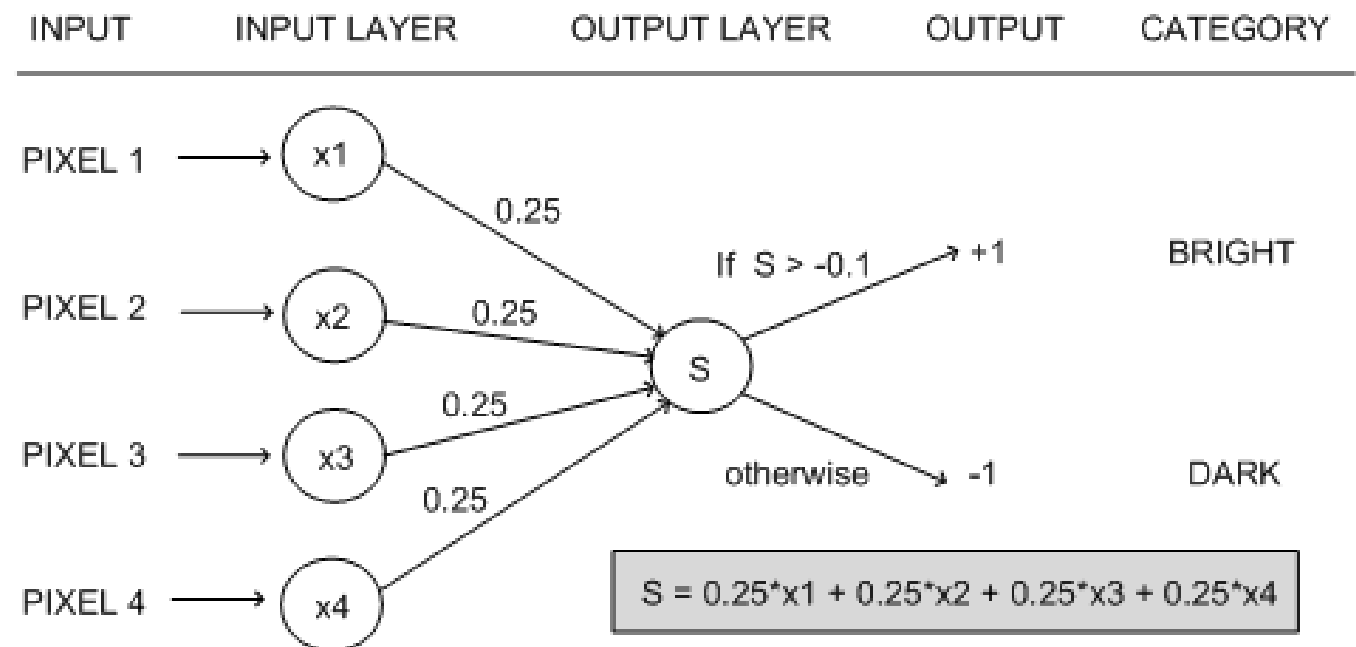 INPUT INPUT LAYER OUTPUT LAYER OUTPUT CATEGORY
PIXEL 1 x1
0.25
If S > -0.1 +1 BRIGHT
PIXEL 2 x2 0.25
S
0.25
PIXEL 3 x3
otherwise -1 DARK
0.25
PIXEL 4 x4
S = 0.25*x1 + 0.25*x2 + 0.25*x3 + 0.25*x4